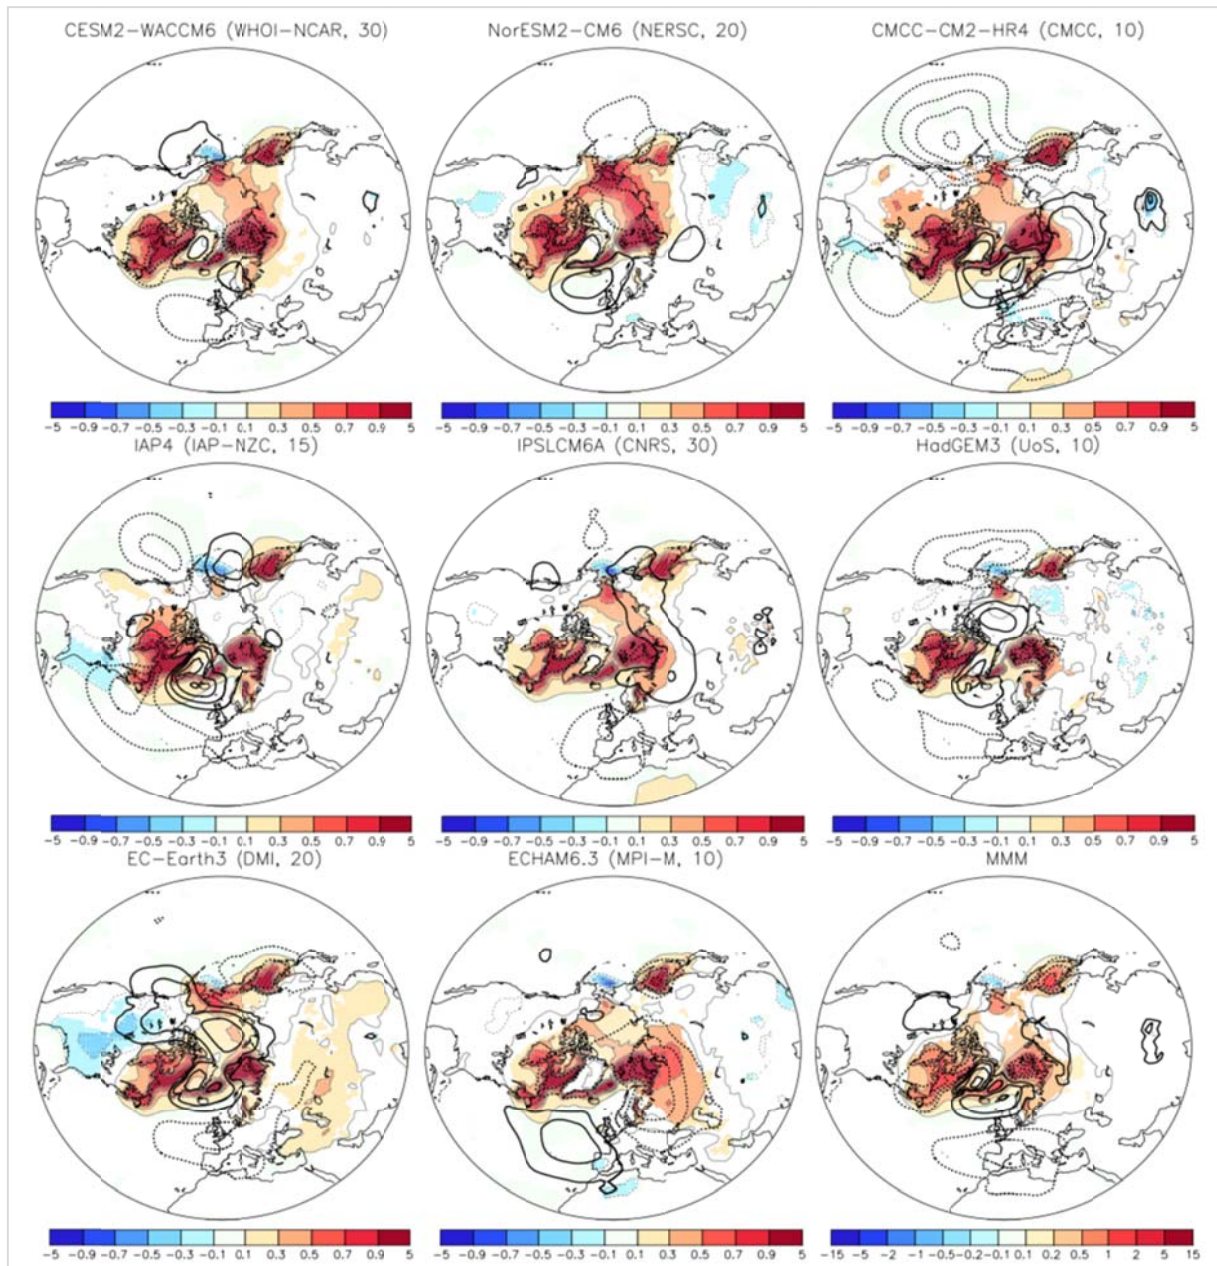 CESM2-WACCM6 (WHOI-NCAR, 30)
NorESM2-CM6 (NERSC, 20)
CMCC-CM2-HR4 (CMCC, 10)
-5 -0.9 -0.7 -0.5 -0.3 -0.1 0.1 0.3 0.5 0.7 0.9 5
-5 -0.9 -0.7 -0.5 -0.3 -0.1 0.1 0.3 0.5 0.7 0.9 5
-5 -0.9 -0.7 -0.5 -0.3 -0.1 0.1 0.3 0.5 0.7 0.9 5
IAP4 (IAP-NZC, 15)
IPSLCM6A (CNRS, 30)
HadGEM3 (UoS, 10)
-5 -0.9 -0.7 -0.5 -0.3 -0.1 0.1 0.3 0.5 0.7 0.9 5
-5 -0.9 -0.7 -0.5 -0.3 -0.1 0.1 0.3 0.5 0.7 0.9 5
-5 -0.9 -0.7 -0.5 -0.3 -0.1 0.1 0.3 0.5 0.7 0.9 5
EC-Earth3 (DMI, 20)
ECHAM6.3 (MPI-M, 10)
MMM
-5 -0.9 -0.7 -0.5 -0.3 -0.1 0.1 0.3 0.5 0.7 0.9 5
-5 -0.9 -0.7 -0.5 -0.3 -0.1 0.1 0.3 0.5 0.7 0.9 5
-15 -5 -2 -1 -0.5 -0.2 -0.1 0.1 0.2 0.5 1 2 5 15